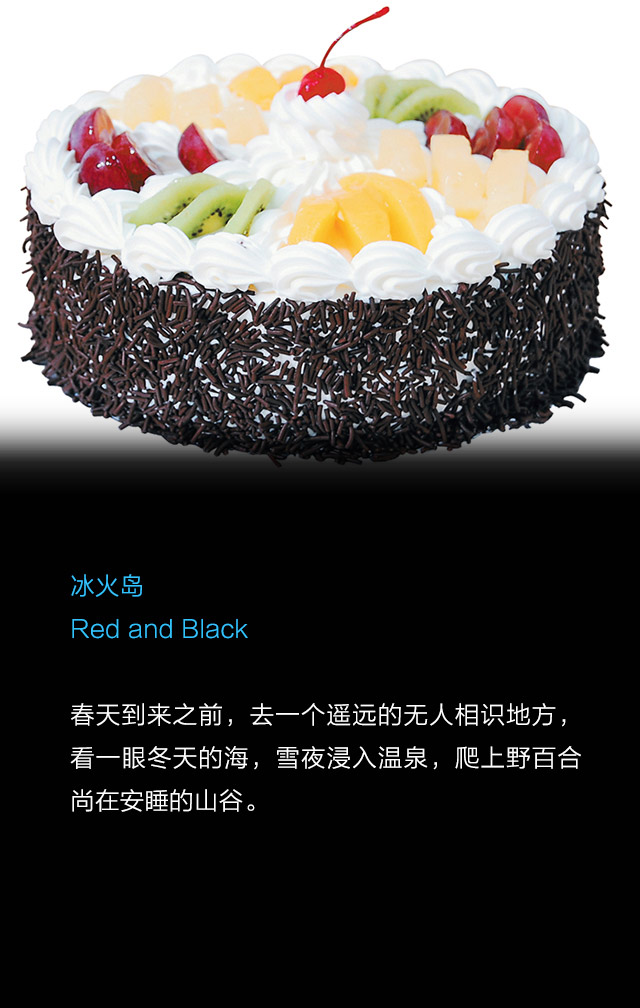 冰火岛
Red and Black
春天到来之前，去一个遥远的无人相识地方，
看一眼冬天的海，雪夜浸入温泉，爬上野百合
尚在安睡的山谷。